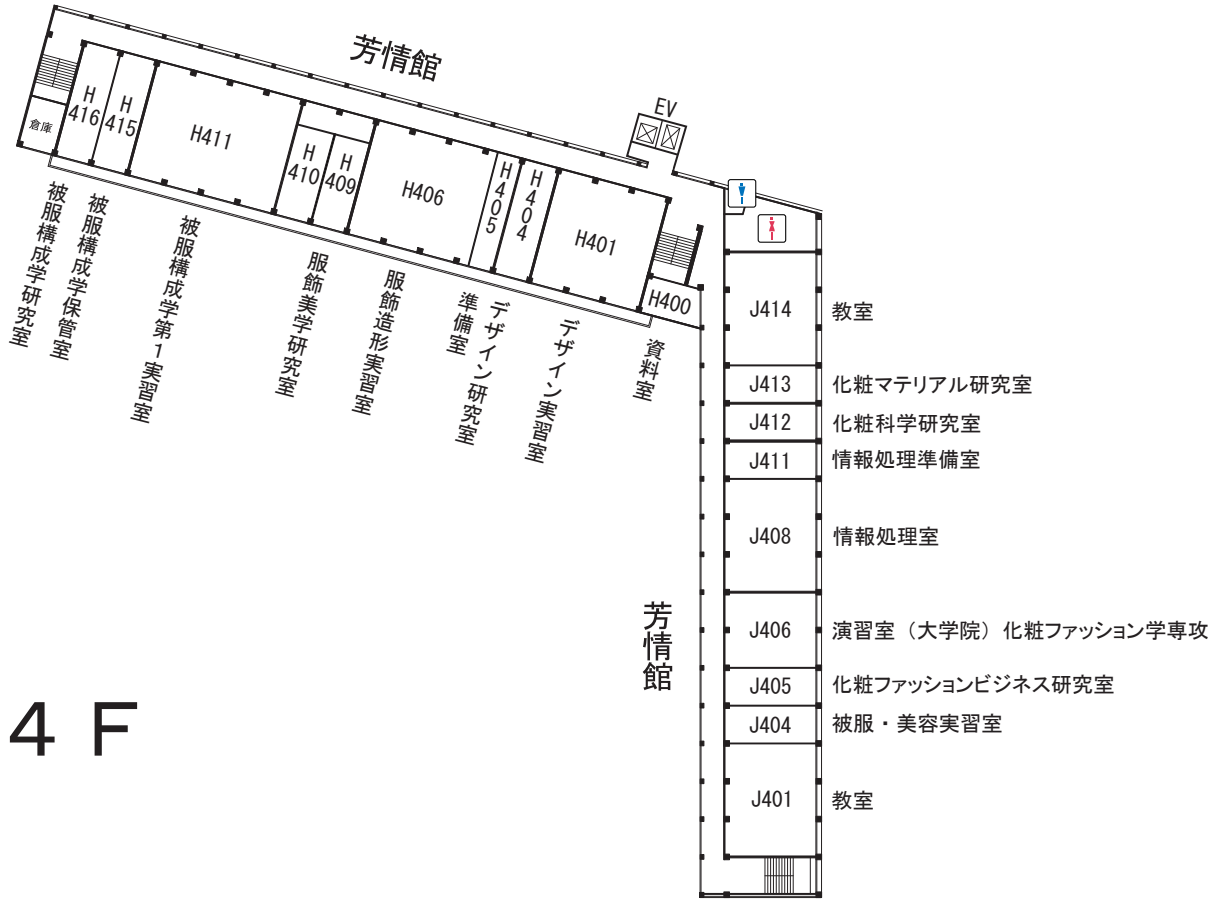 芳情館
EV
倉庫
H
416
H
415
H411
H
410
H
409
H406
H405
H404
H401
H400
被服構成学研究室
被服構成学保管室
被服構成学第1実習室
服飾美学研究室
服飾造形実習室
準備室
デザイン研究室
デザイン実習室
資料室
J414 教室
J413 化粧マテリアル研究室
J412 化粧科学研究室
J411 情報処理準備室
J408 情報処理室
J406 演習室（大学院）化粧ファッション学専攻
J405 化粧ファッションビジネス研究室
J404 被服・美容実習室
J401 教室
芳情館
4 F